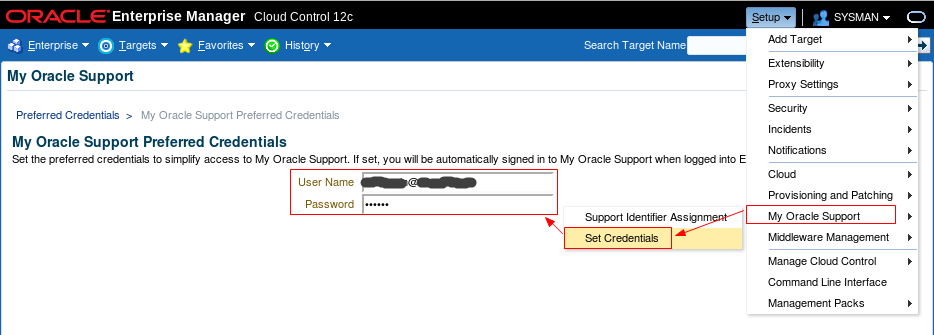 ORACLE Enterprise Manager Cloud Control 12c
Setup SYSMAN
Enterprise Targets Favorites History Search Target Name
My Oracle Support
Preferred Credentials > My Oracle Support Preferred Credentials
My Oracle Support Preferred Credentials
Set the preferred credentials to simplify access to My Oracle Support. If set, you will be automatically signed in to My Oracle Support when logged into E
User Name @
Password ••••••
Support Identifier Assignment
Set Credentials
Add Target
Extensibility
Proxy Settings
Security
Incidents
Notifications
Cloud
Provisioning and Patching
My Oracle Support
Middleware Management
Manage Cloud Control
Command Line Interface
Management Packs